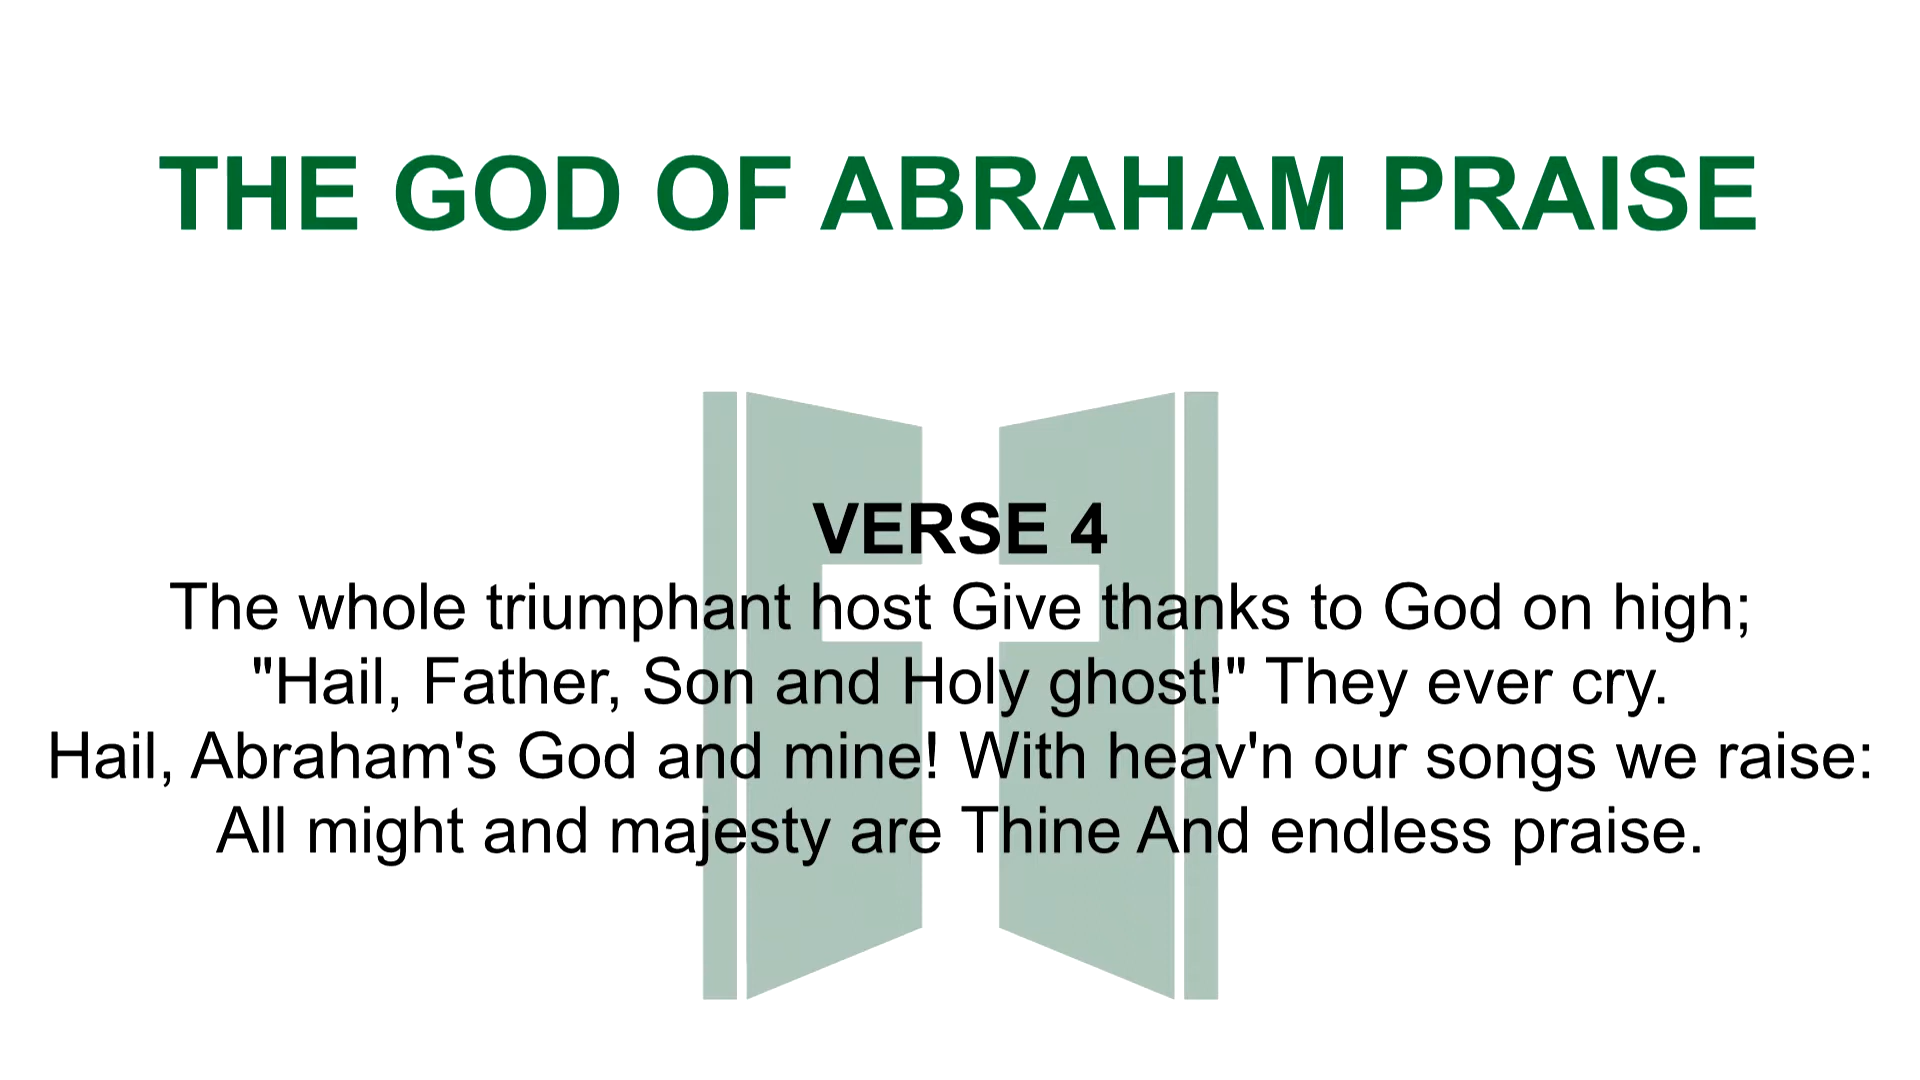 THE GOD OF ABRAHAM PRAISE
VERSE 4
The whole triumphant host Give thanks to God on high;
"Hail, Father, Son and Holy ghost!" They ever cry.
Hail, Abraham's God and mine! With heav'n our songs we raise:
All might and majesty are Thine And endless praise.